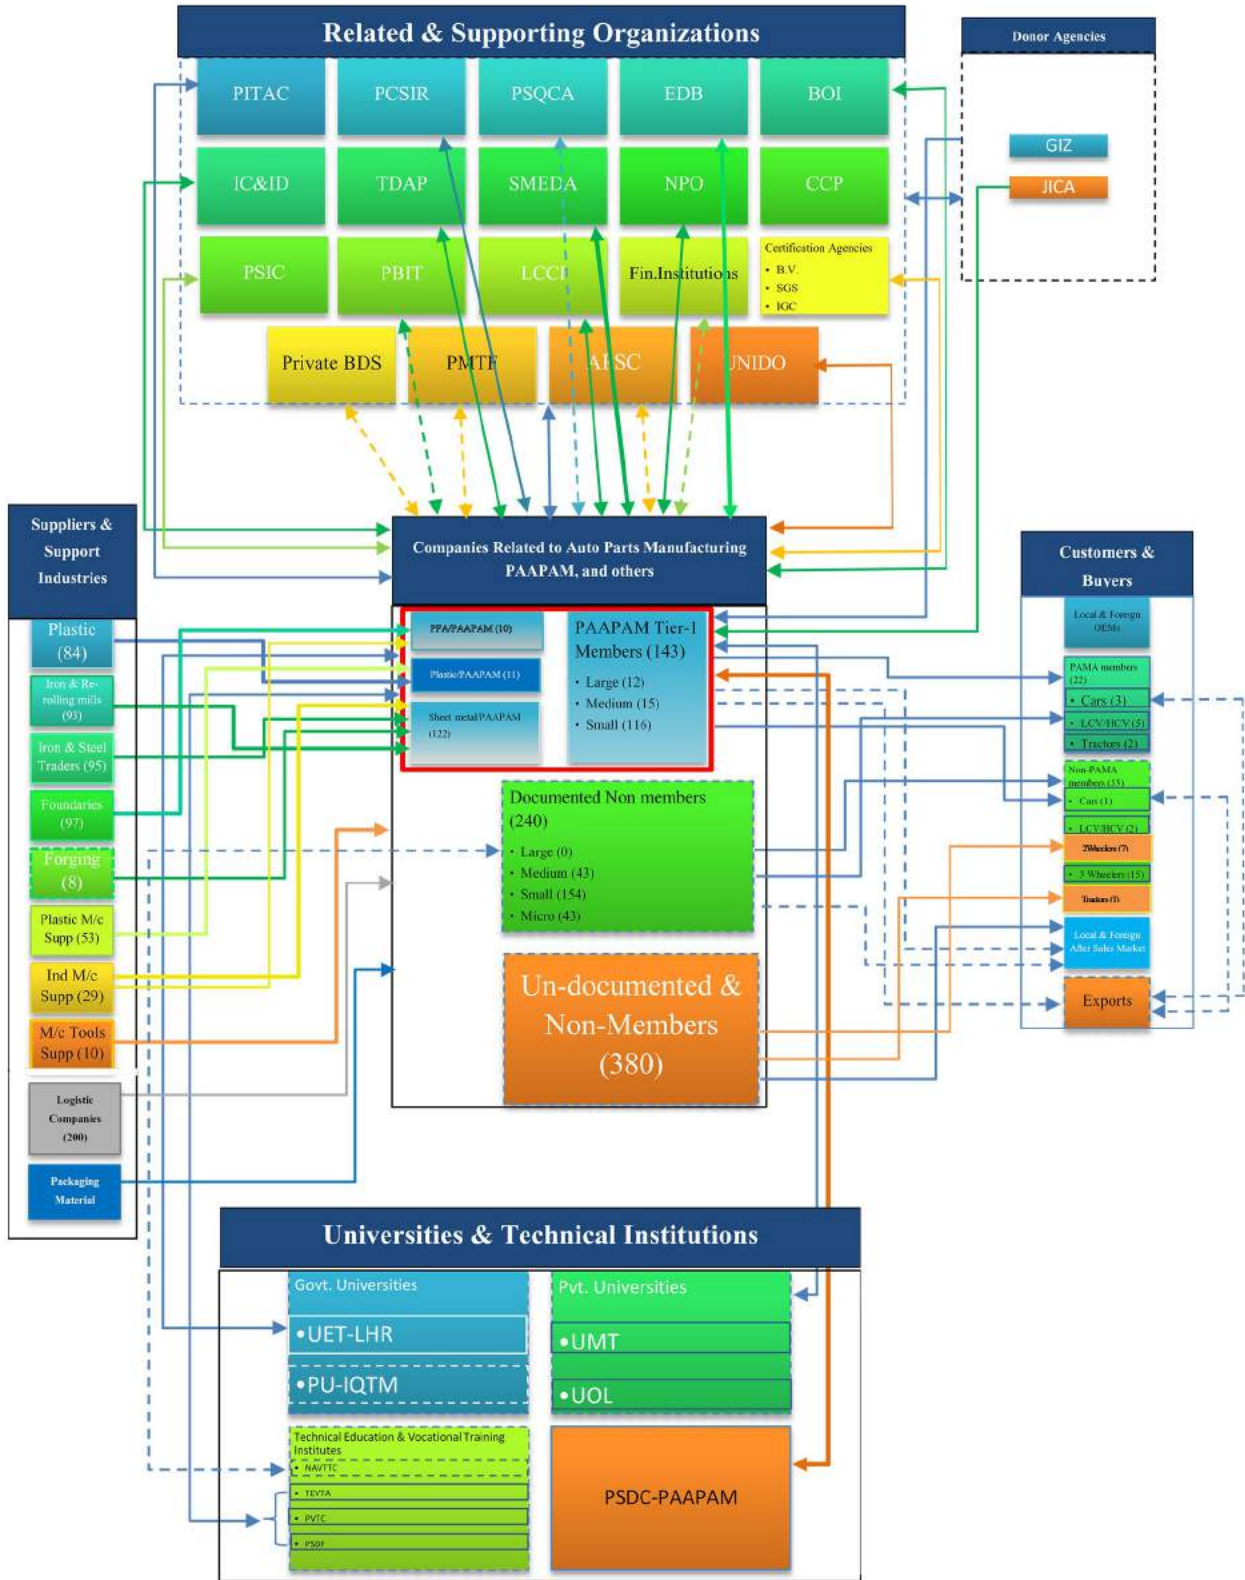 Related & Supporting Organizations
PITAC
PCSIR
PSQCA
EDB
BOI
IC&ID
TDAP
SMEDA
NPO
CCP
PSIC
PBIT
LCCI
Fin.Institutions
Certification Agencies
• B.V.
• SGS
• IGC
Private BDS
PMTF
UNIDO
Donor Agencies
GIZ
JICA
Suppliers &
Support
Industries
Plastic
(84)
Iron & Re-
rolling mills
(93)
Iron & Steel
Traders (95)
Foundaries
(97)
Forging
(8)
Plastic M/c
Supp (53)
Ind M/c
Supp (29)
M/c Tools
Supp (10)
Logistic
Companies
(200)
Packaging
Material
Companies Related to Auto Parts Manufacturing
PAAPAM, and others
PFA/PAAPAM (10)
Plastic/PAAPAM (11)
Sheet metal/PAAPAM
(122)
PAAPAM Tier-1
Members (143)
• Large (12)
• Medium (15)
• Small (116)
Documented Non members
(240)
• Large (0)
• Medium (43)
• Small (154)
• Micro (43)
Un-documented &
Non-Members
(380)
Customers &
Buyers
Local & Foreign
OEMs
PAMA members
(22)
• Cars (3)
• LCV/HCV (5)
• Tractors (2)
Non-PAMA
members (53)
• Cars (1)
• LCV/HCV (2)
2Wheelers (7)
• 3 Wheelers (15)
Local & Foreign
After Sales Market
Exports
Universities & Technical Institutions
Govt. Universities
•UET-LHR
•PU-IQTM
Pvt. Universities
•UMT
•UOL
Technical Education & Vocational Training
Institutes
• NAVTTC
• TEVTA
• PVTC
• PSDF
PSDC-PAAPAM